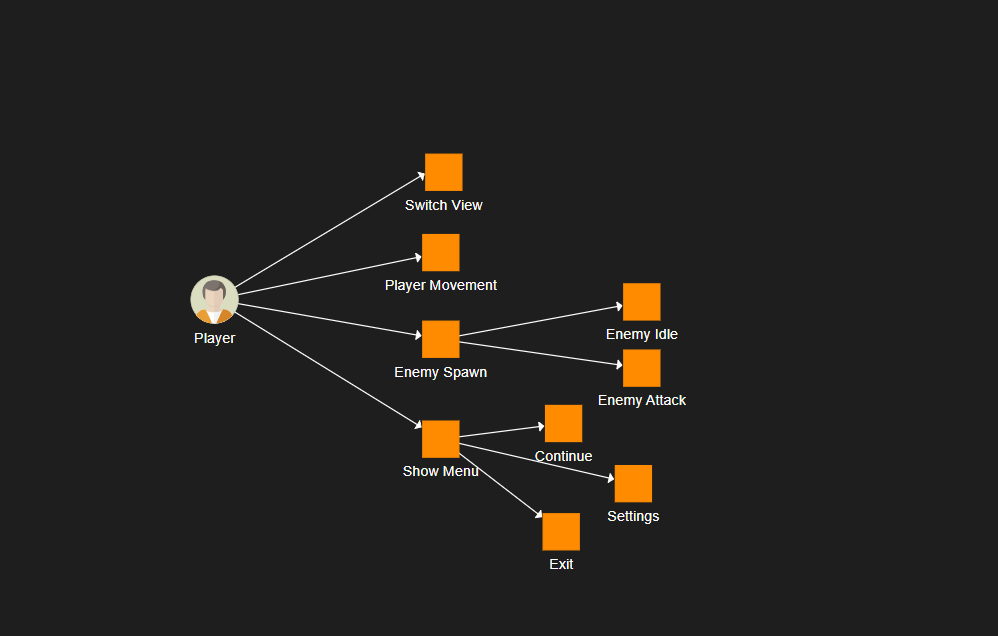 Switch View
Player Movement
Player
Enemy Spawn
Enemy Idle
Enemy Attack
Show Menu
Continue
Settings
Exit